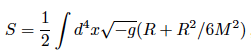 S = \frac{1}{2} \int d^4x \sqrt{-g} (R + R^2/6M^2)